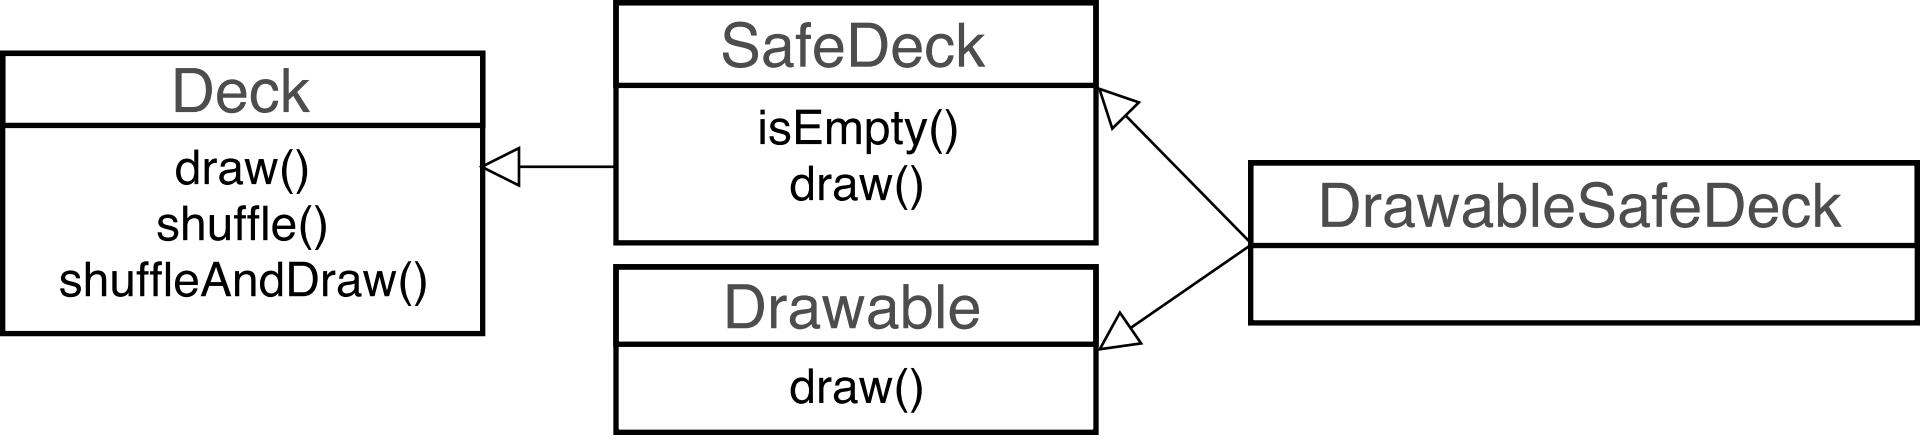 Deck
draw()
shuffle()
shuffleAndDraw()
SafeDeck
isEmpty()
draw()
Drawable
draw()
DrawableSafeDeck